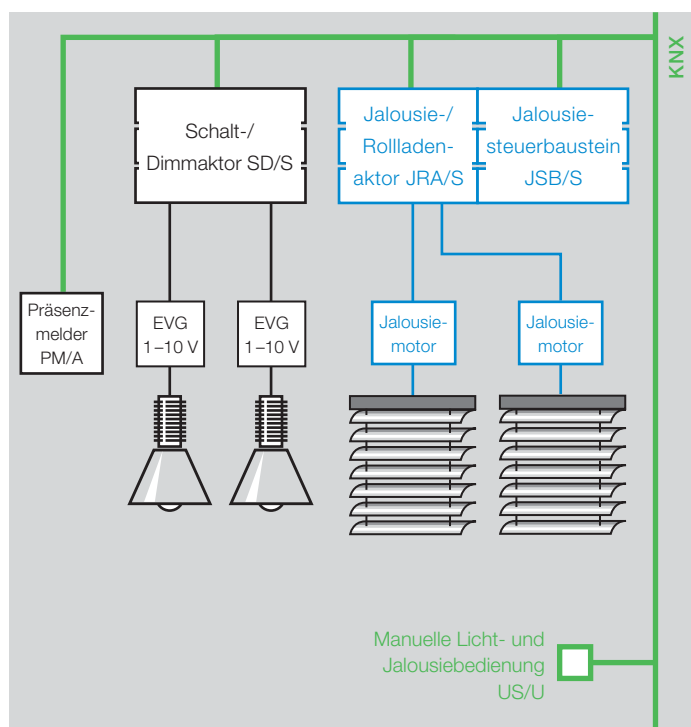 KNX
Schalt-/
Dimmaktor SD/S
Jalousie-/
Rollladen-
aktor JRA/S
Jalousie-
steuerbaustein
JSB/S
Präsenz-
melder
PM/A
EVG
1–10 V
EVG
1–10 V
Jalousie-
motor
Jalousie-
motor
Manuelle Licht- und
Jalousiebedienung
US/U